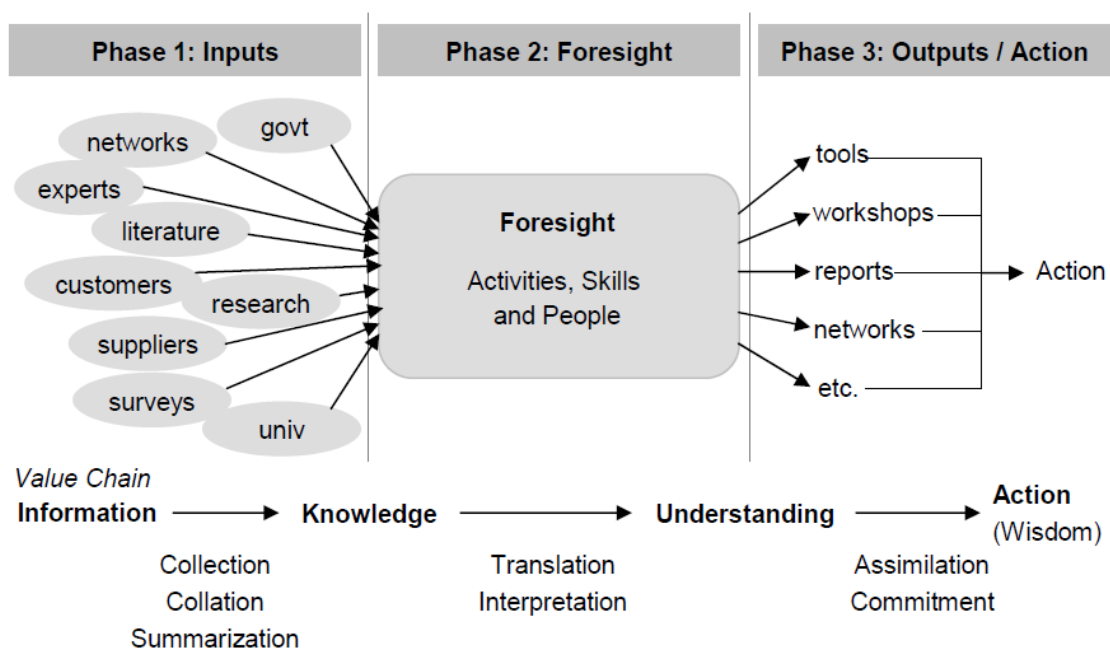 Phase 1: Inputs
Phase 2: Foresight
Phase 3: Outputs / Action
govt
networks
experts
literature
customers
research
suppliers
surveys
univ
Foresight
Activities, Skills
and People
tools
workshops
reports
networks
etc.
Action
Value Chain
Information
Knowledge
Understanding
Action
(Wisdom)
Collection
Collation
Summarization
Translation
Interpretation
Assimilation
Commitment